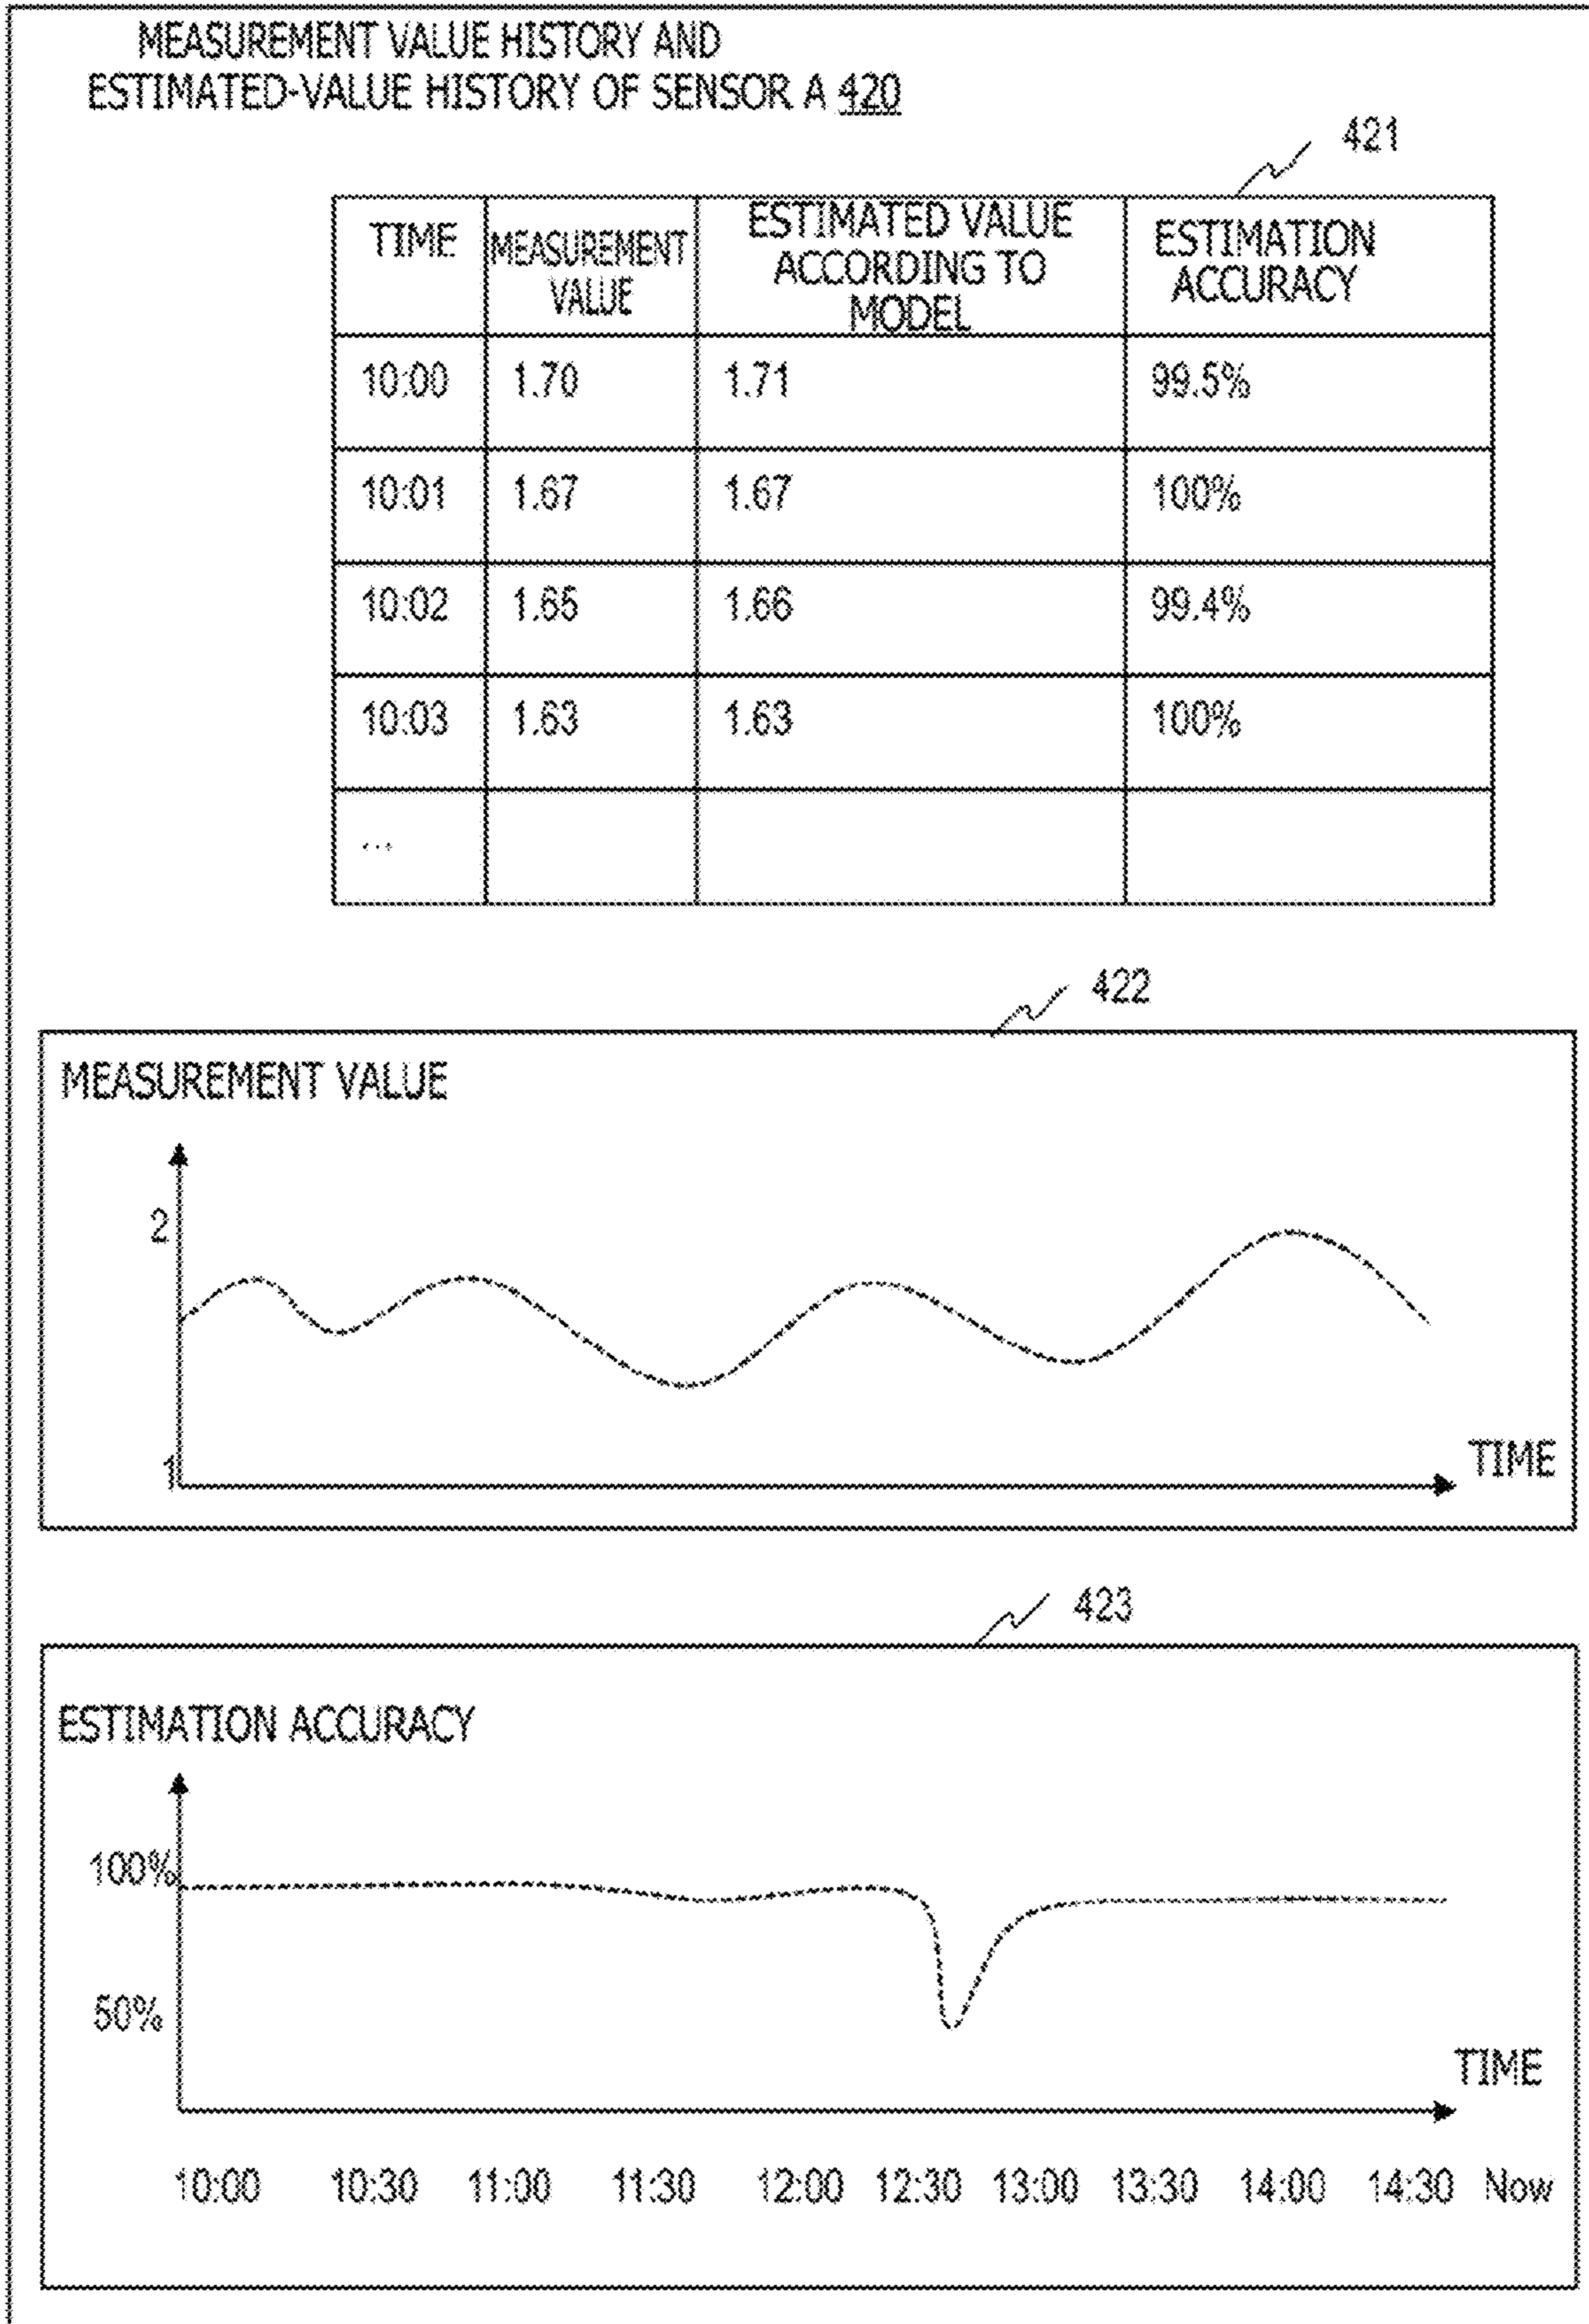 MEASUREMENT VALUE HISTORY AND
ESTIMATED-VALUE HISTORY OF SENSOR A 420
421
TIME
MEASUREMENT
VALUE
ESTIMATED VALUE
ACCORDING TO
MODEL
ESTIMATION
ACCURACY
10:00 1.70 1.71 99.5%
10:01 1.67 1.67 100%
10:02 1.65 1.66 99.4%
10:03 1.63 1.63 100%
...
422
MEASUREMENT VALUE
2
1
TIME
423
ESTIMATION ACCURACY
100%
50%
TIME
10:00 10:30 11:00 11:30 12:00 12:30 13:00 13:30 14:00 14:30 Now